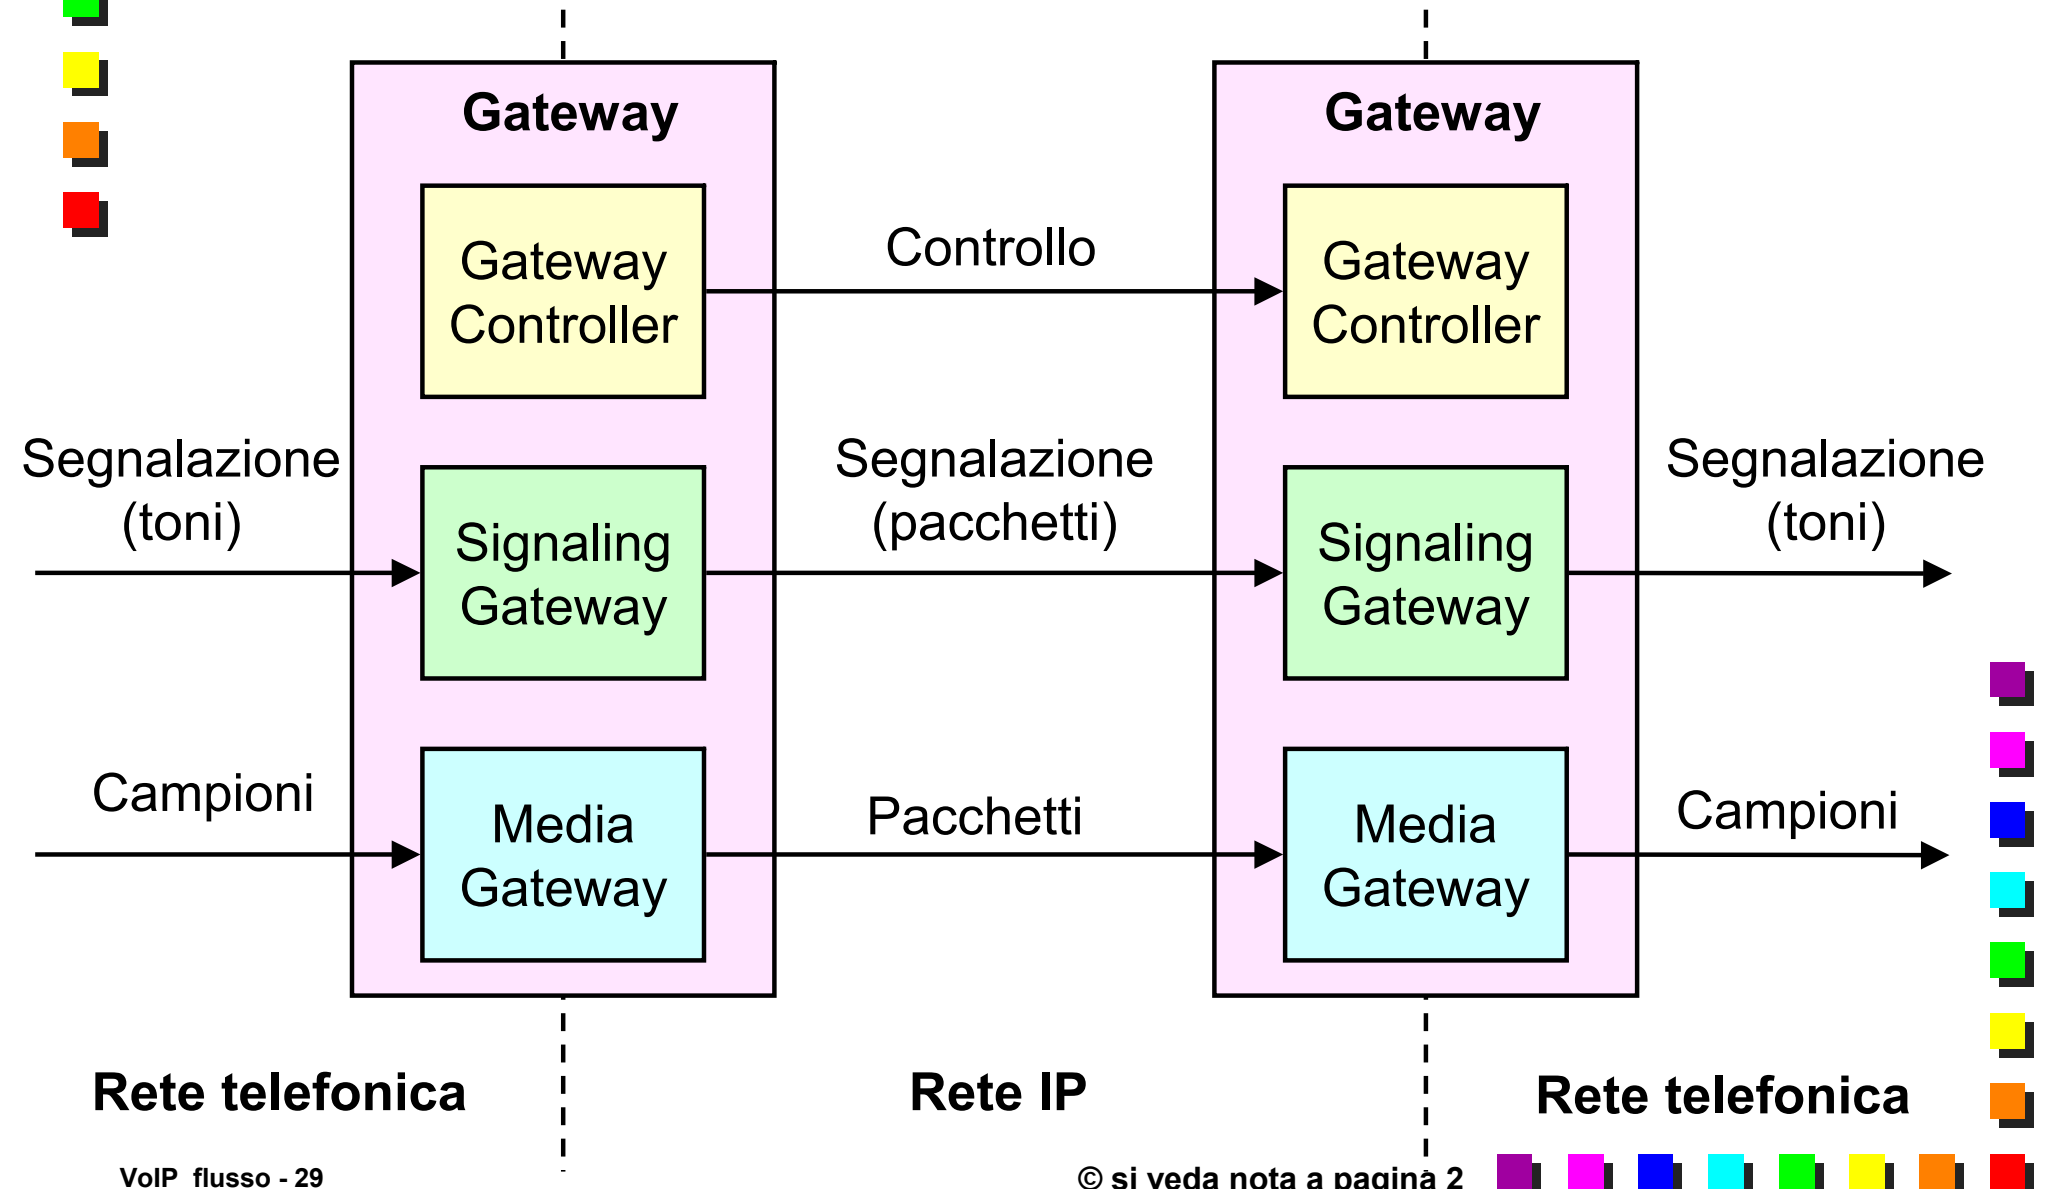 Gateway
Gateway
Gateway
Controller
Controllo
Gateway
Controller
Segnalazione
(toni)
Signaling
Gateway
Segnalazione
(pacchetti)
Signaling
Gateway
Segnalazione
(toni)
Campioni
Media
Gateway
Pacchetti
Media
Gateway
Campioni
Rete telefonica
Rete IP
Rete telefonica
VoIP flusso - 29
© si veda nota a pagina 2